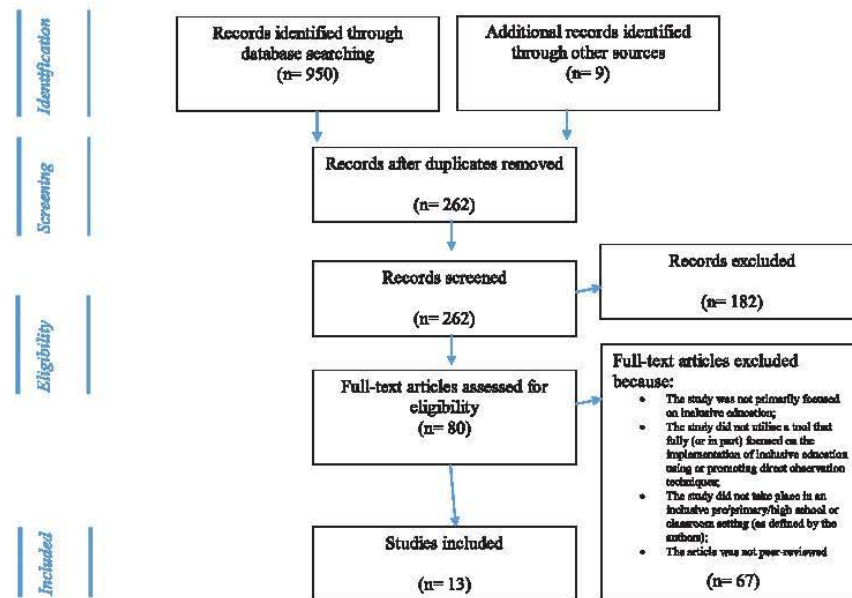 Identification
Records identified through
database searching
(n= 950)
Additional records identified
through other sources
(n= 9)
Screening
Records after duplicates removed
(n= 262)
Records screened
(n= 262)
Records excluded
(n= 182)
Eligibility
Full-text articles assessed for
eligibility
(n= 80)
Full-text articles excluded
because:
• The study was not primarily focused
on inclusive education;
• The study did not utilise a tool that
fully (or in part) focused on the
implementation of inclusive education
using or promoting direct observation
techniques;
• The study did not take place in an
inclusive pre/primary/high school or
classroom setting (as defined by the
authors);
• The article was not peer-reviewed
(n= 67)
Included
Studies included
(n= 13)